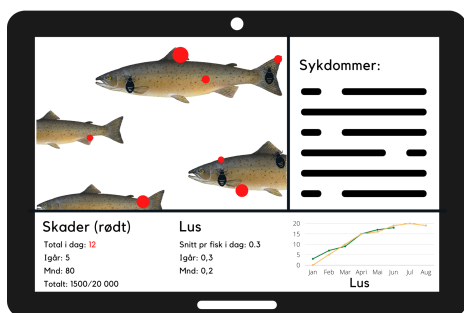 Sykdommer:
Skader (rødt)
Total i dag: 12
Igår: 5
Mnd: 80
Totalt: 1500/20 000
Lus
Snitt pr fisk i dag: 0.3
Igår: 0,3
Mnd: 0,2
20
15
10
5
0
Jan Feb Mar Apri Mai Jun Jul Aug
Lus